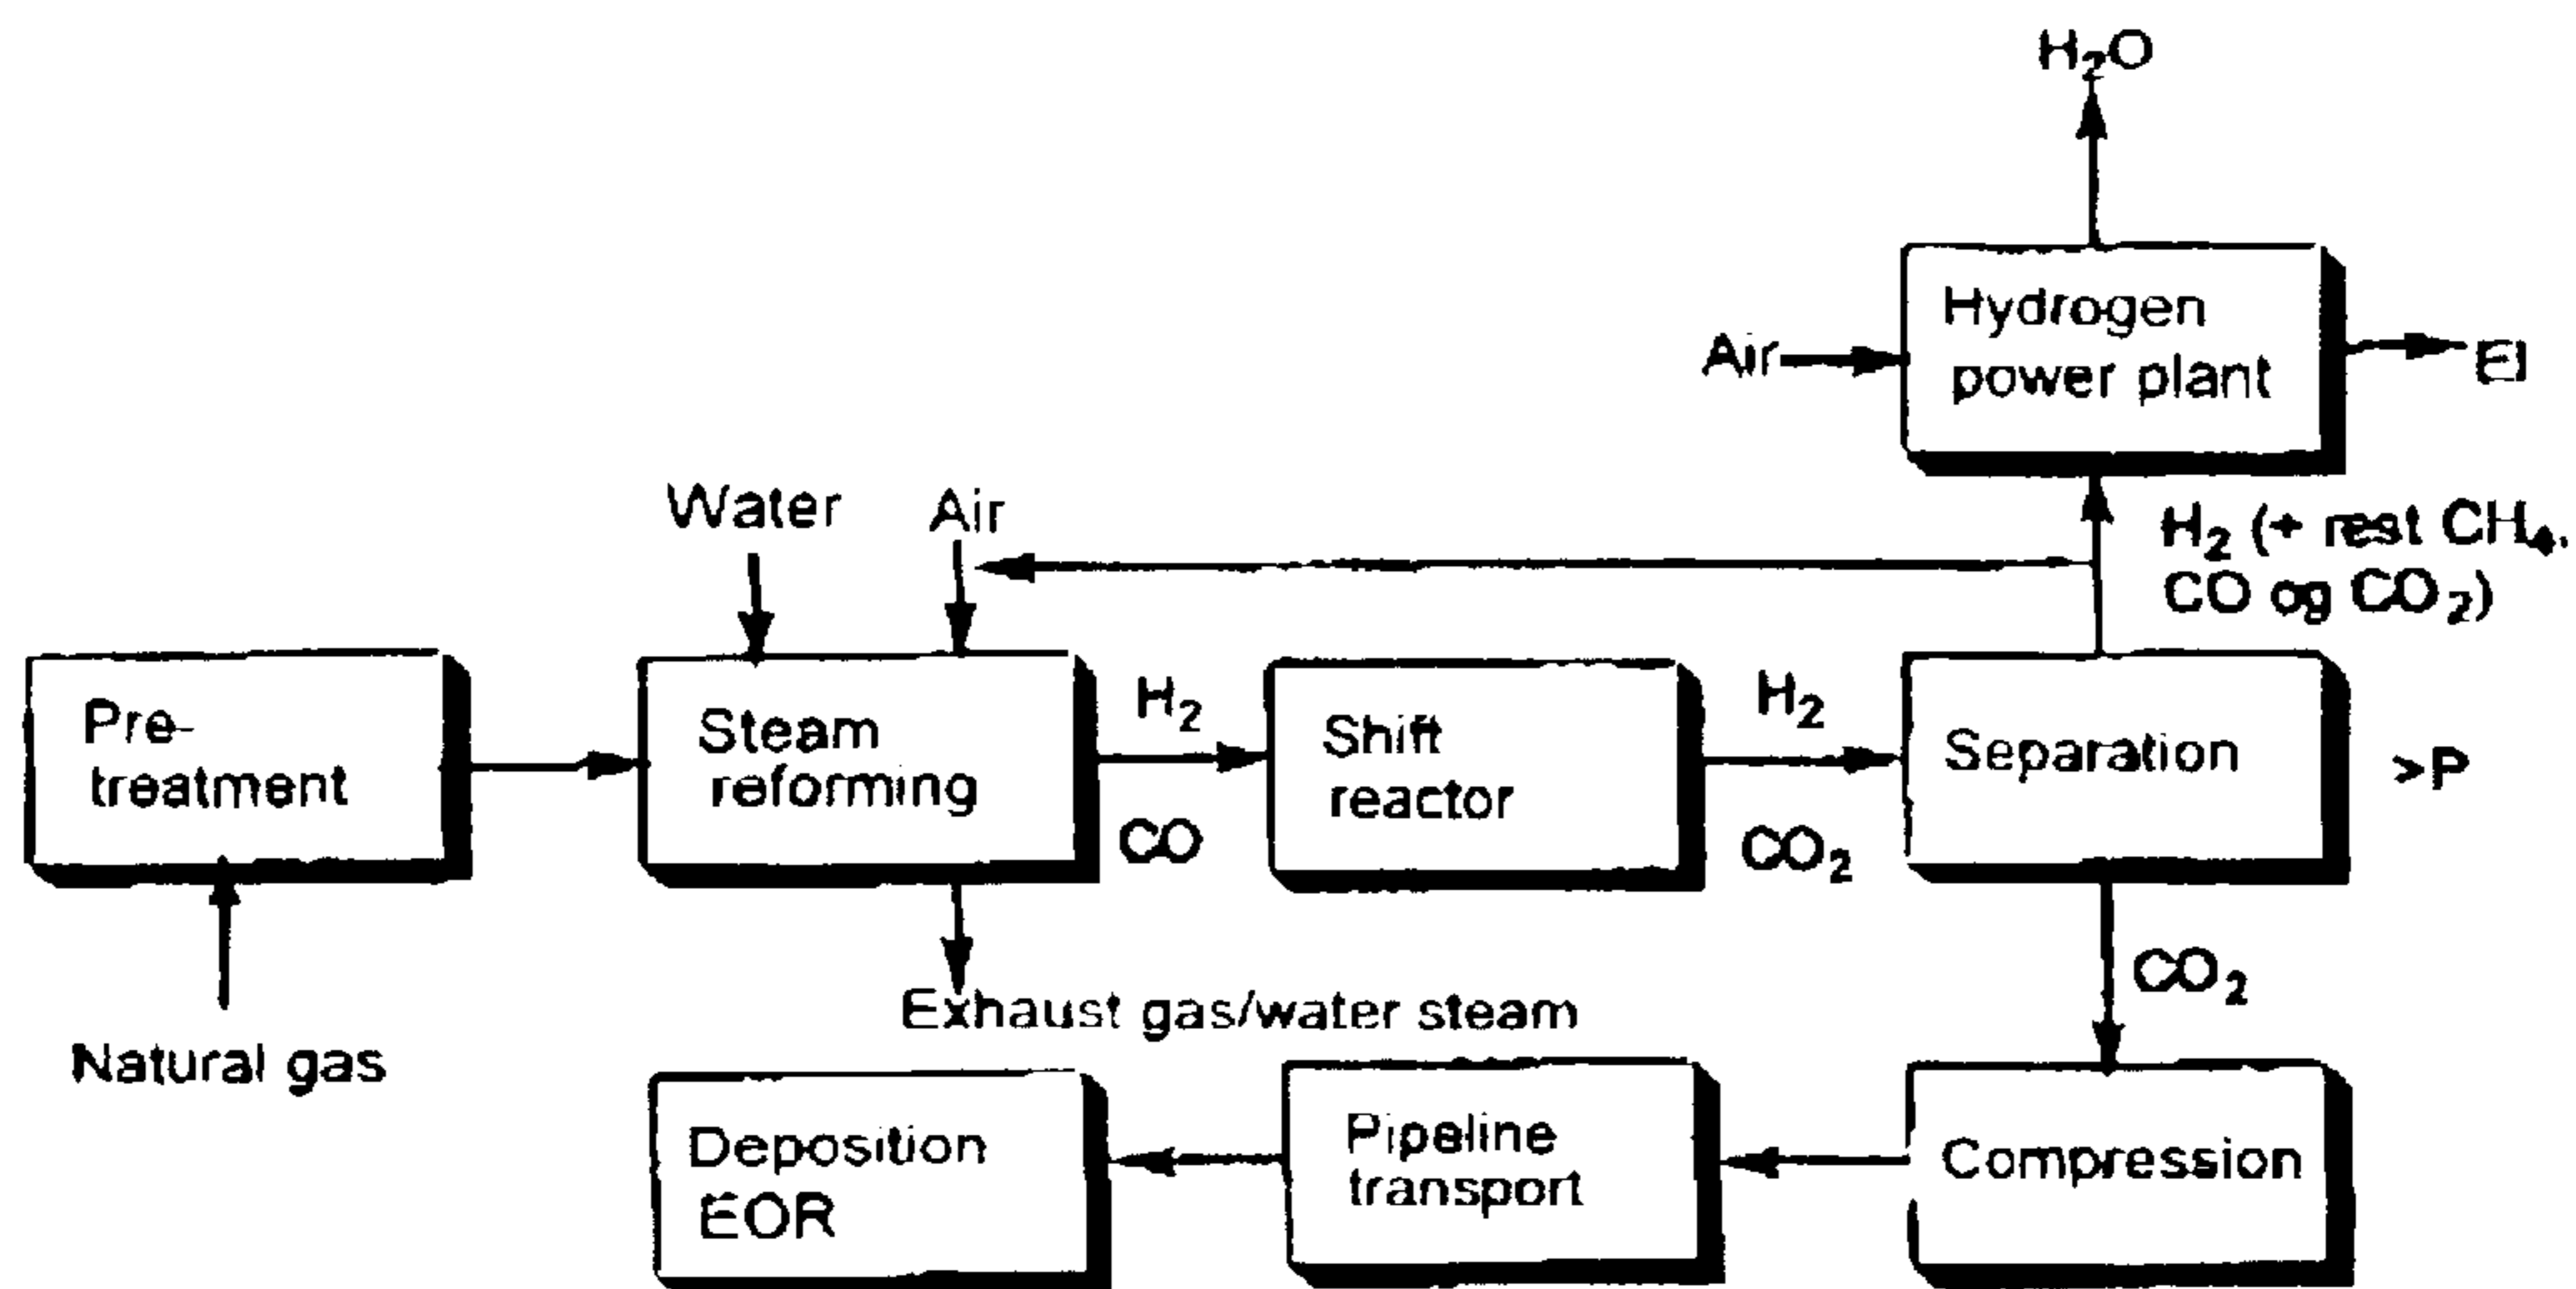 H₂O
Hydrogen
power plant
Air
El
Water
Air
H₂ (+ rest CH₄,
CO og CO₂)
Pre-
treatment
Steam
reforming
H₂
CO
Shift
reactor
H₂
CO₂
Separation
>P
CO₂
Exhaust gas/water steam
Natural gas
Deposition
EOR
Pipeline
transport
Compression